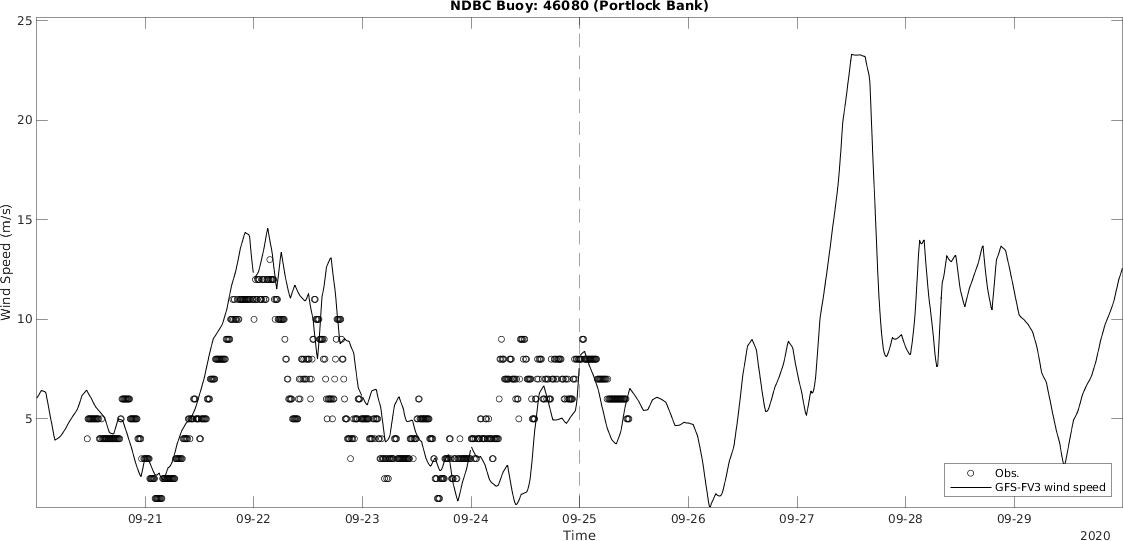 NDBC Buoy: 46080 (Portlock Bank)
25
20
15
10
5
Wind Speed (m/s)
Obs.
GFS-FV3 wind speed
09-21 09-22 09-23 09-24 09-25 09-26 09-27 09-28 09-29
Time
2020